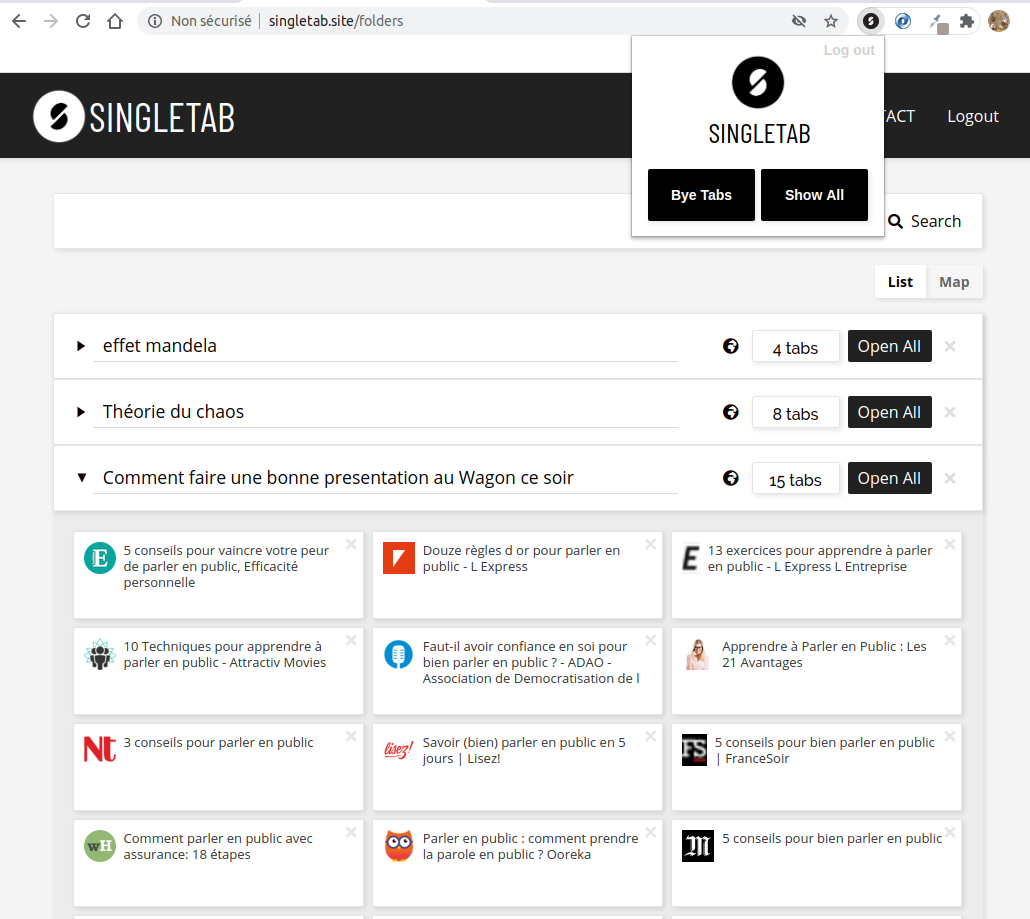 Non sécurisé | singletab.site/folders
Log out
SINGLETAB
SINGLETAB
TACT
Logout
Bye Tabs
Show All
Search
List
Map
effet mandela
4 tabs
Open All
Théorie du chaos
8 tabs
Open All
Comment faire une bonne presentation au Wagon ce soir
15 tabs
Open All
E
5 conseils pour vaincre votre peur
de parler en public, Efficacité
personnelle
Douze règles d or pour parler en
public - L Express
E
13 exercices pour apprendre à parler
en public - L Express L Entreprise
10 Techniques pour apprendre à
parler en public - Attractiv Movies
Faut-il avoir confiance en soi pour
bien parler en public ? - ADAO -
Association de Democratisation de l
Apprendre à Parler en Public : Les
21 Avantages
Nt
3 conseils pour parler en public
lisez!
Savoir (bien) parler en public en 5
jours | Lisez!
FS
5 conseils pour bien parler en public
| FranceSoir
wH
Comment parler en public avec
assurance: 18 étapes
Parler en public : comment prendre
la parole en public ? Ooreka
M
5 conseils pour bien parler en public